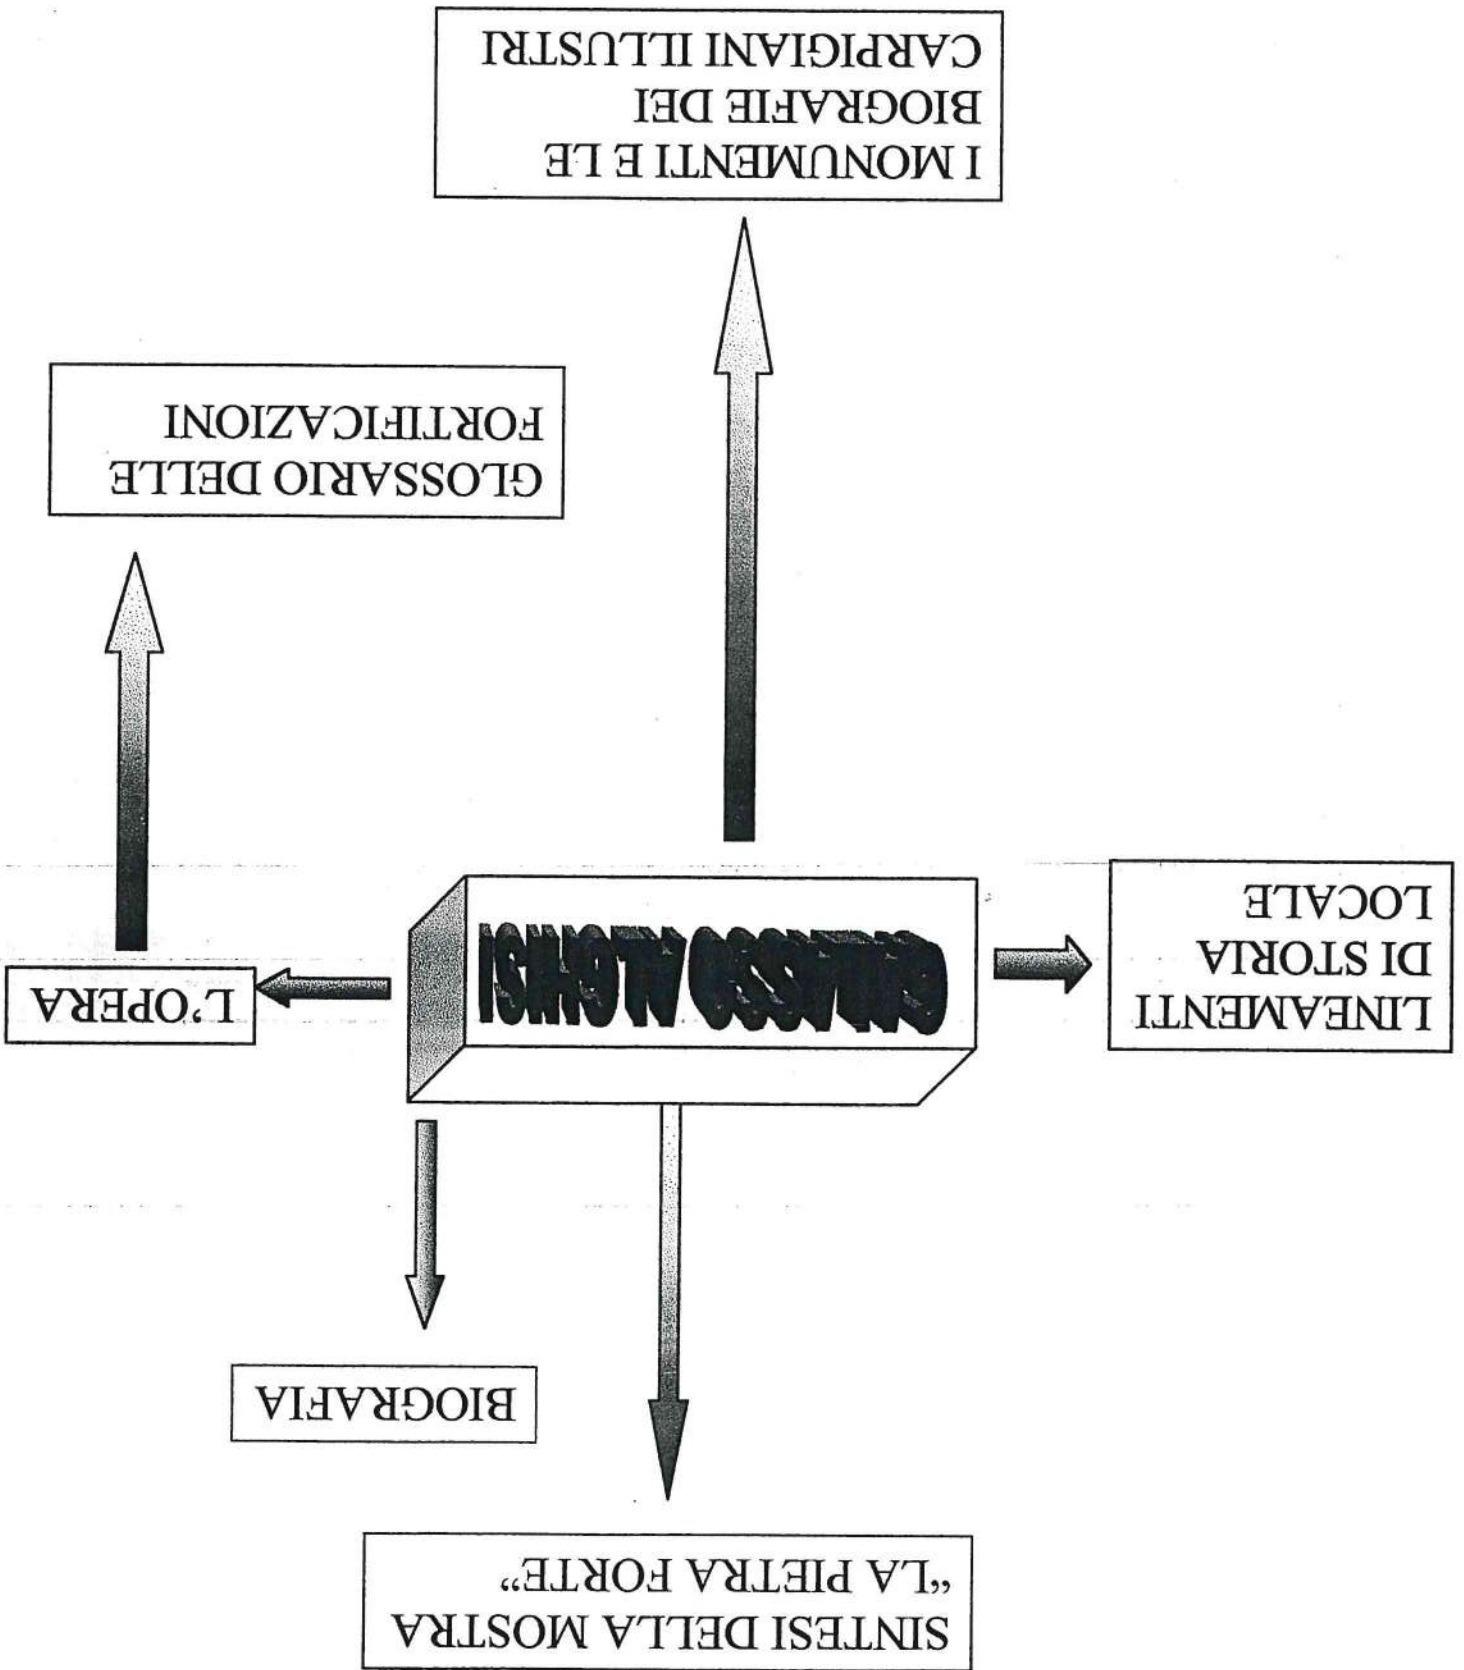 SINTESI DELLA MOSTRA
“LA PIETRA FORTE”
BIOGRAFIA
LINEAMENTI
DI STORIA
LOCALE
GALASSO ALGHISI
L’OPERA
GLOSSARIO DELLE
FORTIFICAZIONI
I MONUMENTI E LE
BIOGRAFIE DEI
CARPIGIANI ILLUSTRI